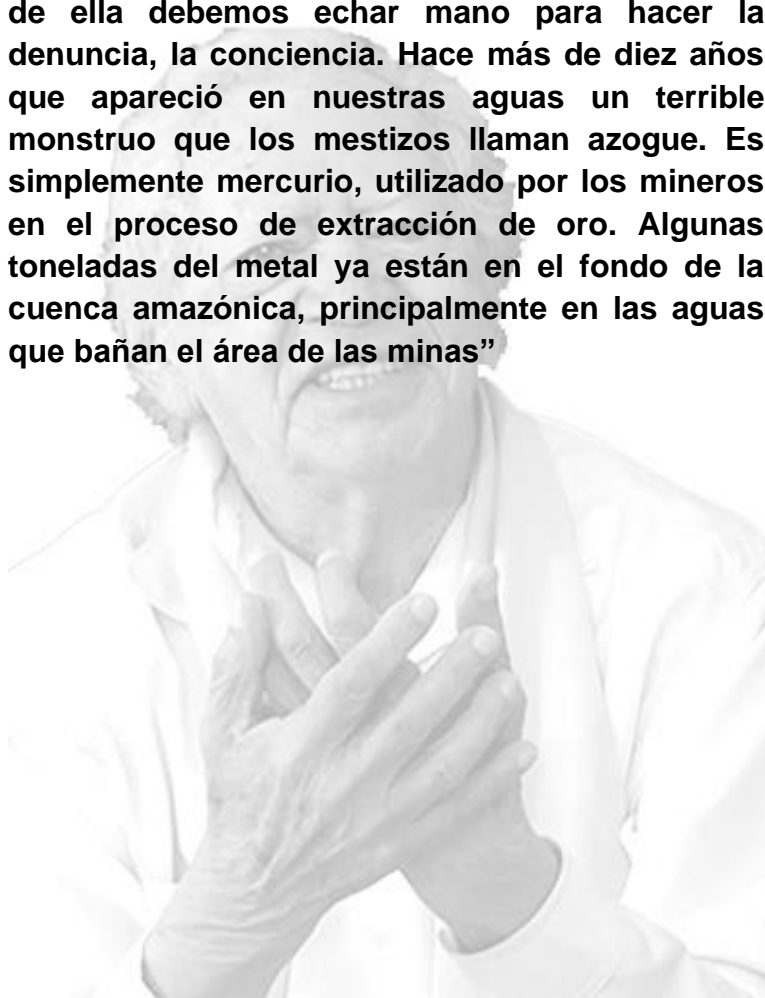 de ella debemos echar mano para hacer la
denuncia, la conciencia. Hace más de diez años
que apareció en nuestras aguas un terrible
monstruo que los mestizos llaman azogue. Es
simplemente mercurio, utilizado por los mineros
en el proceso de extracción de oro. Algunas
toneladas del metal ya están en el fondo de la
cuenca amazónica, principalmente en las aguas
que bañan el área de las minas”